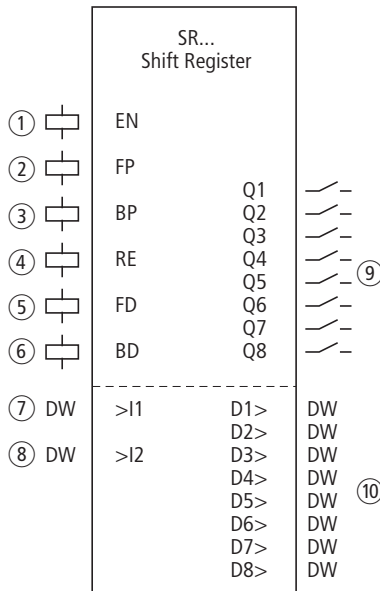 SR...
Shift Register
① EN
② FP
Q1
③ BP Q2
Q3
④ RE Q4
Q5 ⑨
⑤ FD Q6
Q7
⑥ BD Q8
⑦ DW >I1 D1> DW
D2> DW
⑧ DW >I2 D3> DW
D4> DW
D5> DW ⑩
D6> DW
D7> DW
D8> DW